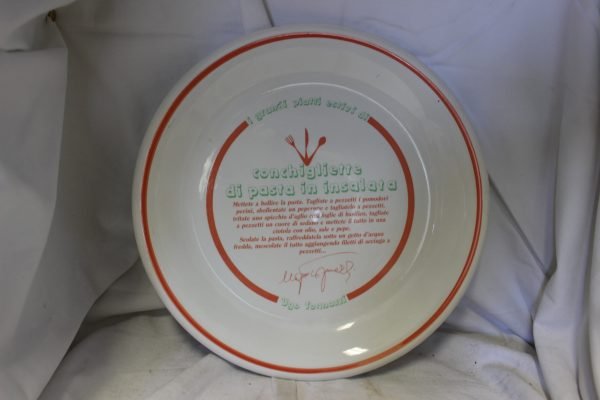 i grandi piatti estivi di
conchigliette
di pasta in insalata
Mettete a bollire la pasta. Tagliate a pezzetti i pomodori
perini, sbollentate un peperone e tagliatelo a pezzetti,
tritate uno spicchio d'aglio con foglie di basilico, tagliate
a pezzetti un cuore di sedano e mettete il tutto in una
ciotola con olio, sale e pepe.
Scolate la pasta, raffreddatela sotto un getto d'acqua
fredda, mescolate il tutto aggiungendo filetti di acciuga a
pezzetti...
Ugo Tognazzi